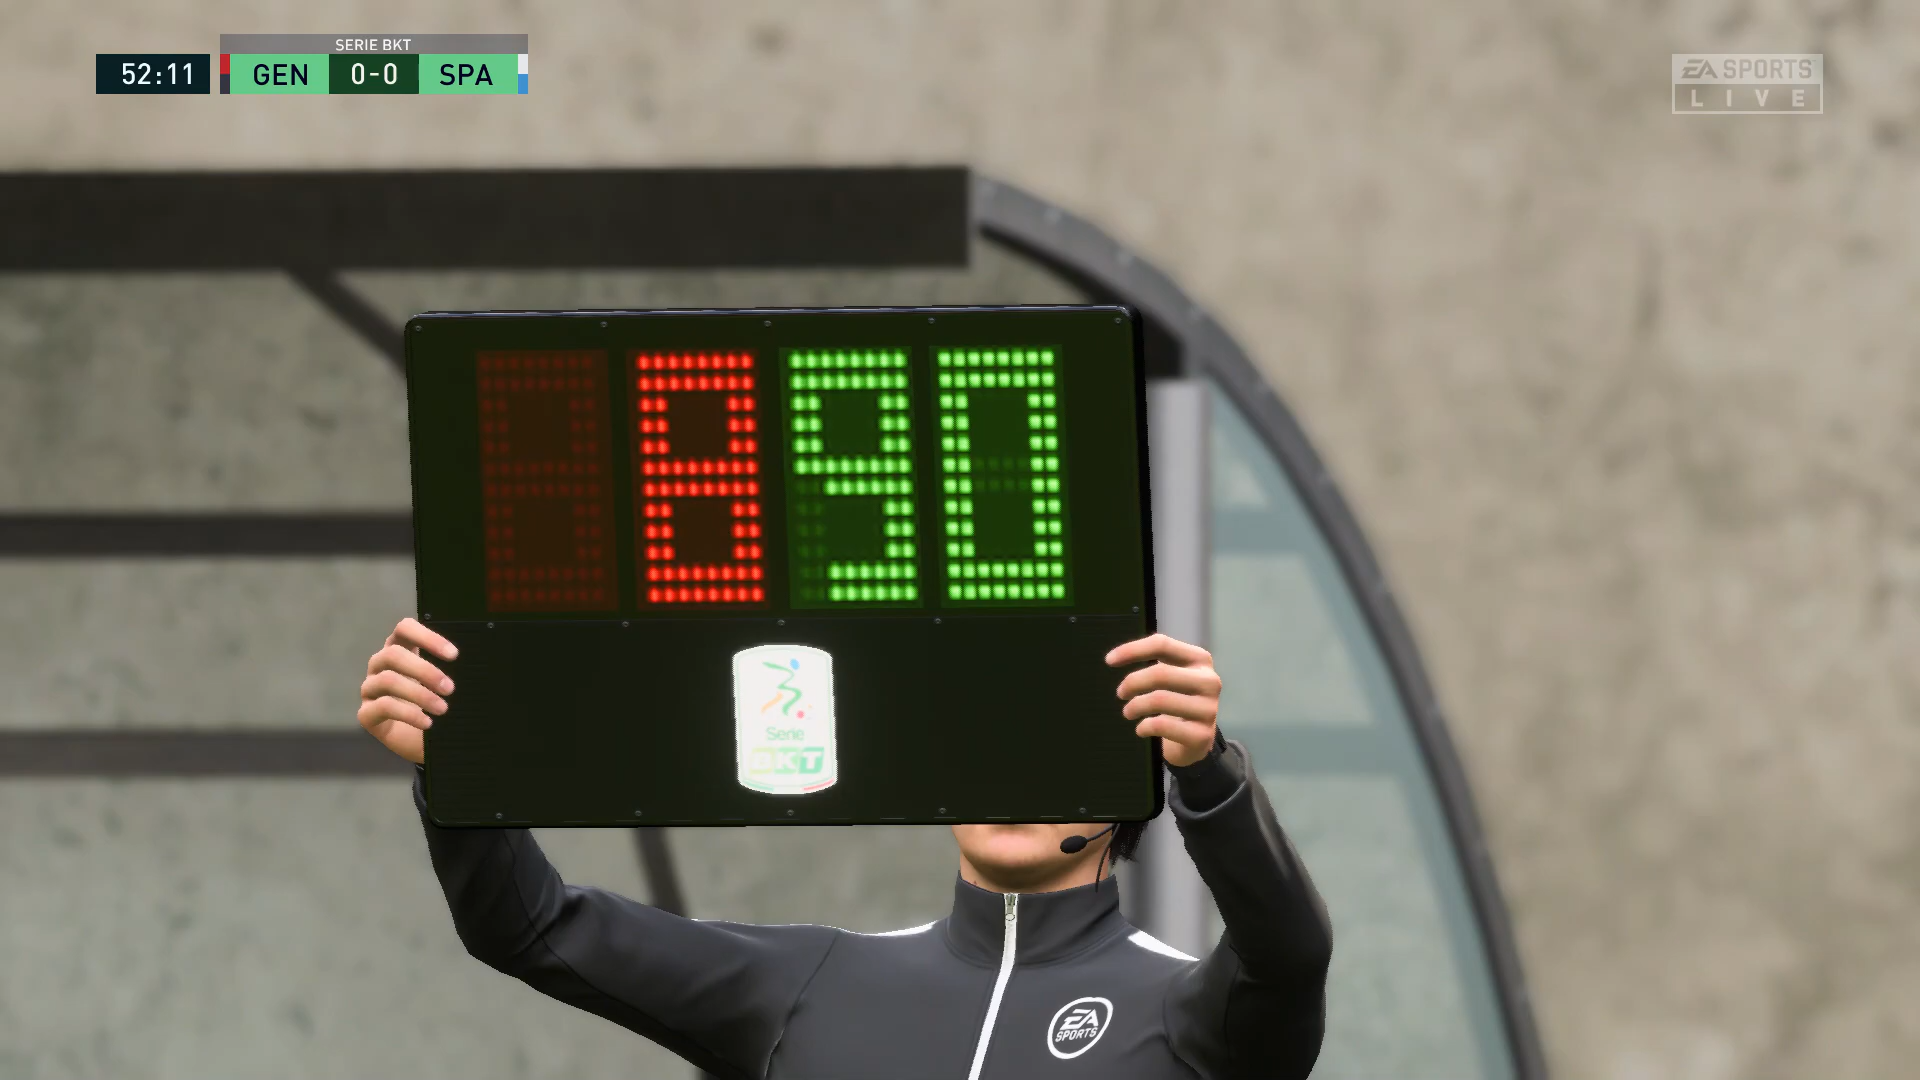 SERIE BKT
52:11 GEN 0-0 SPA
EA SPORTS
LIVE
8 90
Serie
BKT
EA
SPORTS